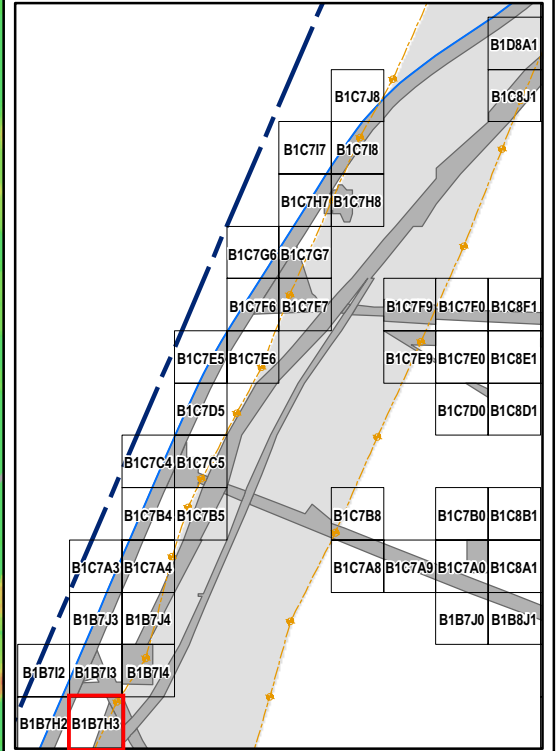 B1D8A1
B1C7J8 B1C8J1
B1C7I7 B1C7I8
B1C7H7 B1C7H8
B1C7G6 B1C7G7
B1C7F6 B1C7F7 B1C7F9 B1C7F0 B1C8F1
B1C7E5 B1C7E6 B1C7E9 B1C7E0 B1C8E1
B1C7D5 B1C7D0 B1C8D1
B1C7C4 B1C7C5
B1C7B4 B1C7B5 B1C7B8 B1C7B0 B1C8B1
B1C7A3 B1C7A4 B1C7A8 B1C7A9 B1C7A0 B1C8A1
B1B7J3 B1B7J4 B1B7J0 B1B8J1
B1B7I2 B1B7I3 B1B7I4
B1B7H2 B1B7H3